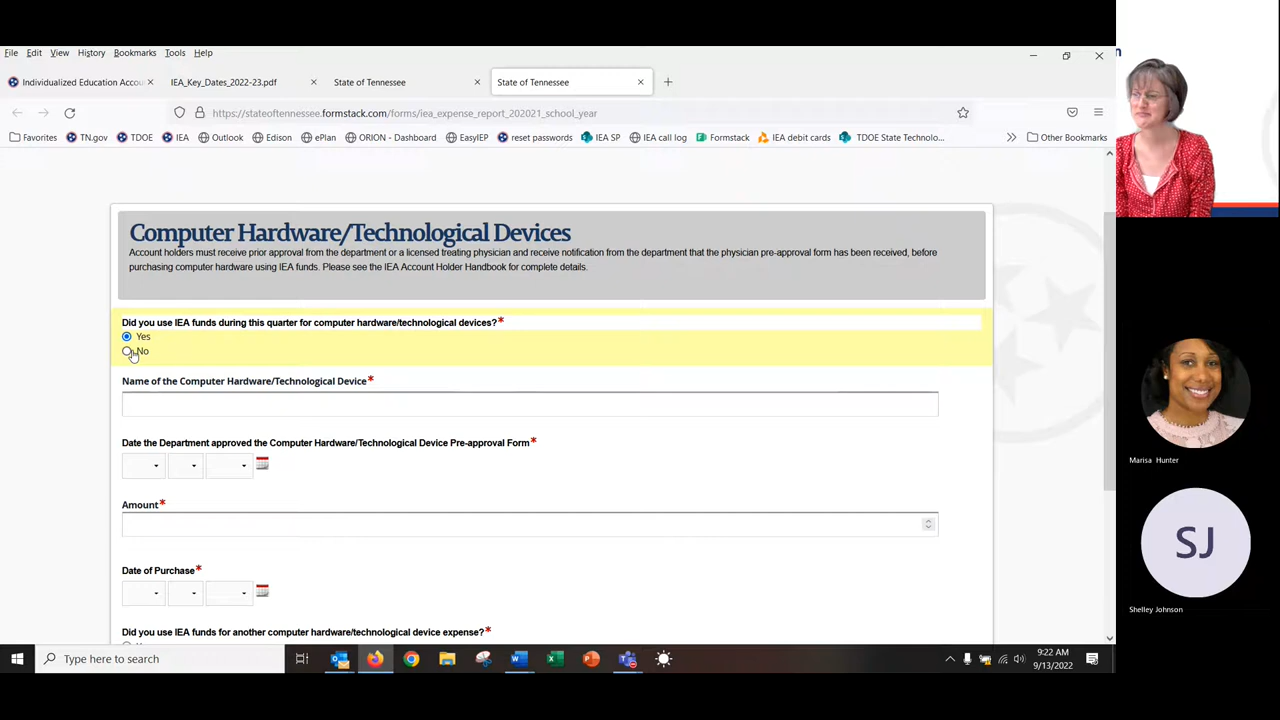 File Edit View History Bookmarks Tools Help
Individualized Education Accou
IEA_Key_Dates_2022-23.pdf
State of Tennessee
State of Tennessee
https://stateoftennessee.formstack.com/forms/iea_expense_report_202021_school_year
Favorites TN.gov TDOE IEA Outlook Edison ePlan ORION - Dashboard EasyIEP reset passwords IEA SP IEA call log Formstack IEA debit cards TDOE State Technolo... Other Bookmarks
Computer Hardware/Technological Devices
Account holders must receive prior approval from the department or a licensed treating physician and receive notification from the department that the physician pre-approval form has been received, before
purchasing computer hardware using IEA funds. Please see the IEA Account Holder Handbook for complete details.
Did you use IEA funds during this quarter for computer hardware/technological devices?*
Yes
No
Name of the Computer Hardware/Technological Device*
Date the Department approved the Computer Hardware/Technological Device Pre-approval Form*
Amount*
Date of Purchase*
Did you use IEA funds for another computer hardware/technological device expense?*
Marisa Hunter
SJ
Shelley Johnson
Type here to search
9:22 AM
9/13/2022